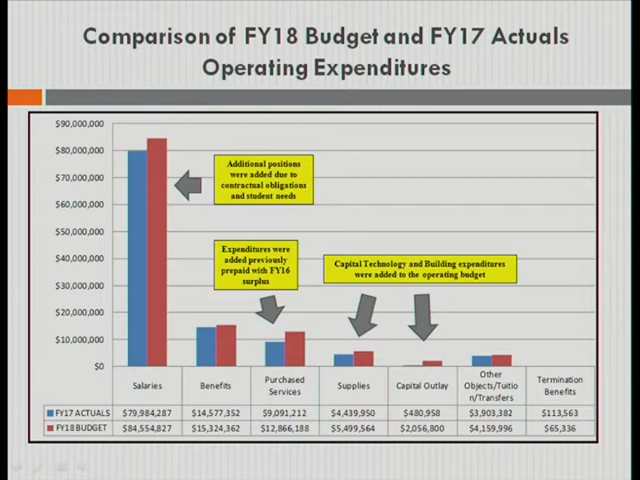 Comparison of FY18 Budget and FY17 Actuals
Operating Expenditures
$90,000,000
$80,000,000
$70,000,000
$60,000,000
$50,000,000
$40,000,000
$30,000,000
$20,000,000
$10,000,000
$0
Additional positions
were added due to
contractual obligations
and student needs
Expenditures were
added previously
prepaid with FY16
surplus
Capital Technology and Building expenditures
were added to the operating budget
Salaries Benefits Purchased Services Supplies Capital Outlay Other Objects/Tuitio n/Transfers Termination Benefits
FY17 ACTUALS $79,984,287 $14,577,352 $9,091,212 $4,439,950 $480,958 $3,903,382 $113,563
FY18 BUDGET $84,554,827 $15,324,362 $12,866,188 $5,499,564 $2,056,800 $4,159,996 $65,336